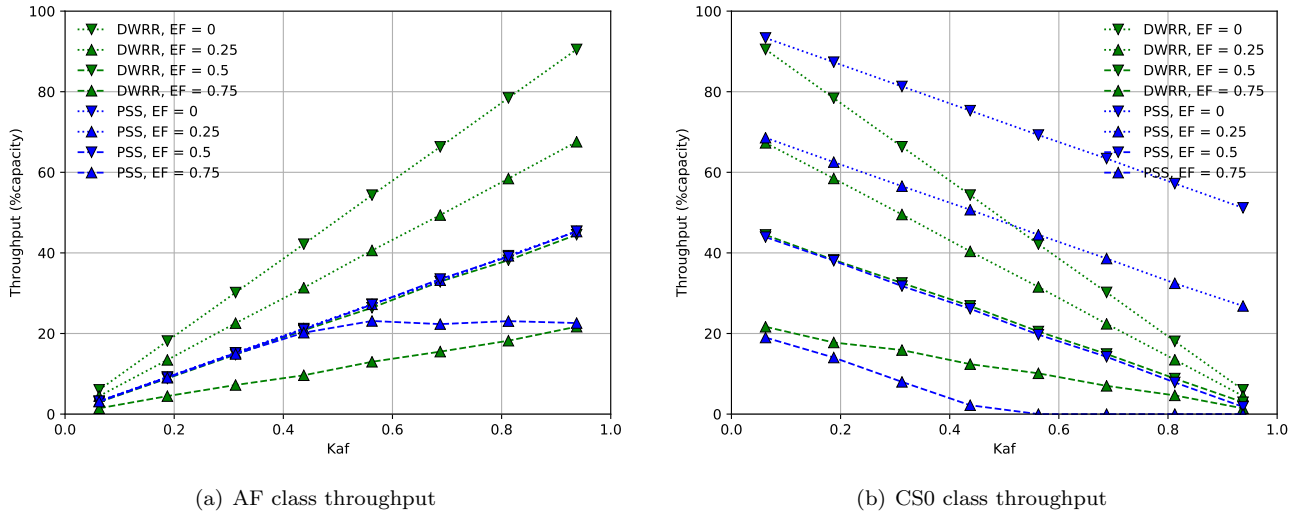 100
80
60
40
20
0
Throughput (%capacity)
DWRR, EF = 0
DWRR, EF = 0.25
DWRR, EF = 0.5
DWRR, EF = 0.75
PSS, EF = 0
PSS, EF = 0.25
PSS, EF = 0.5
PSS, EF = 0.75
0.0 0.2 0.4 0.6 0.8 1.0
Kaf
(a) AF class throughput
100
80
60
40
20
0
Throughput (%capacity)
DWRR, EF = 0
DWRR, EF = 0.25
DWRR, EF = 0.5
DWRR, EF = 0.75
PSS, EF = 0
PSS, EF = 0.25
PSS, EF = 0.5
PSS, EF = 0.75
0.0 0.2 0.4 0.6 0.8 1.0
Kaf
(b) CS0 class throughput